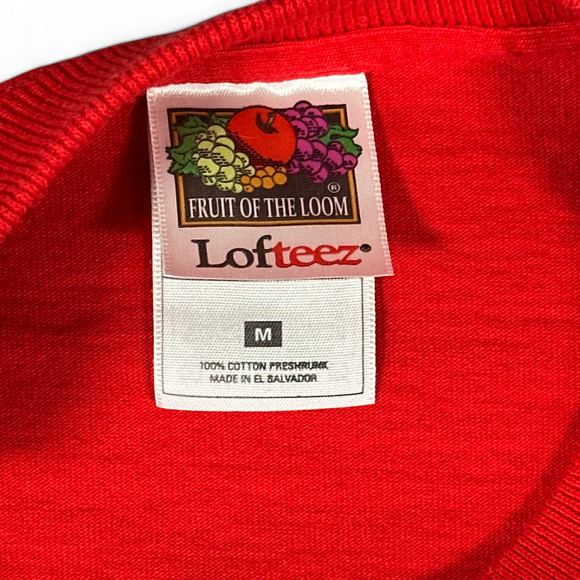 FRUIT OF THE LOOM®
Lofteez®
M
100% COTTON PRESHRUNK
MADE IN EL SALVADOR